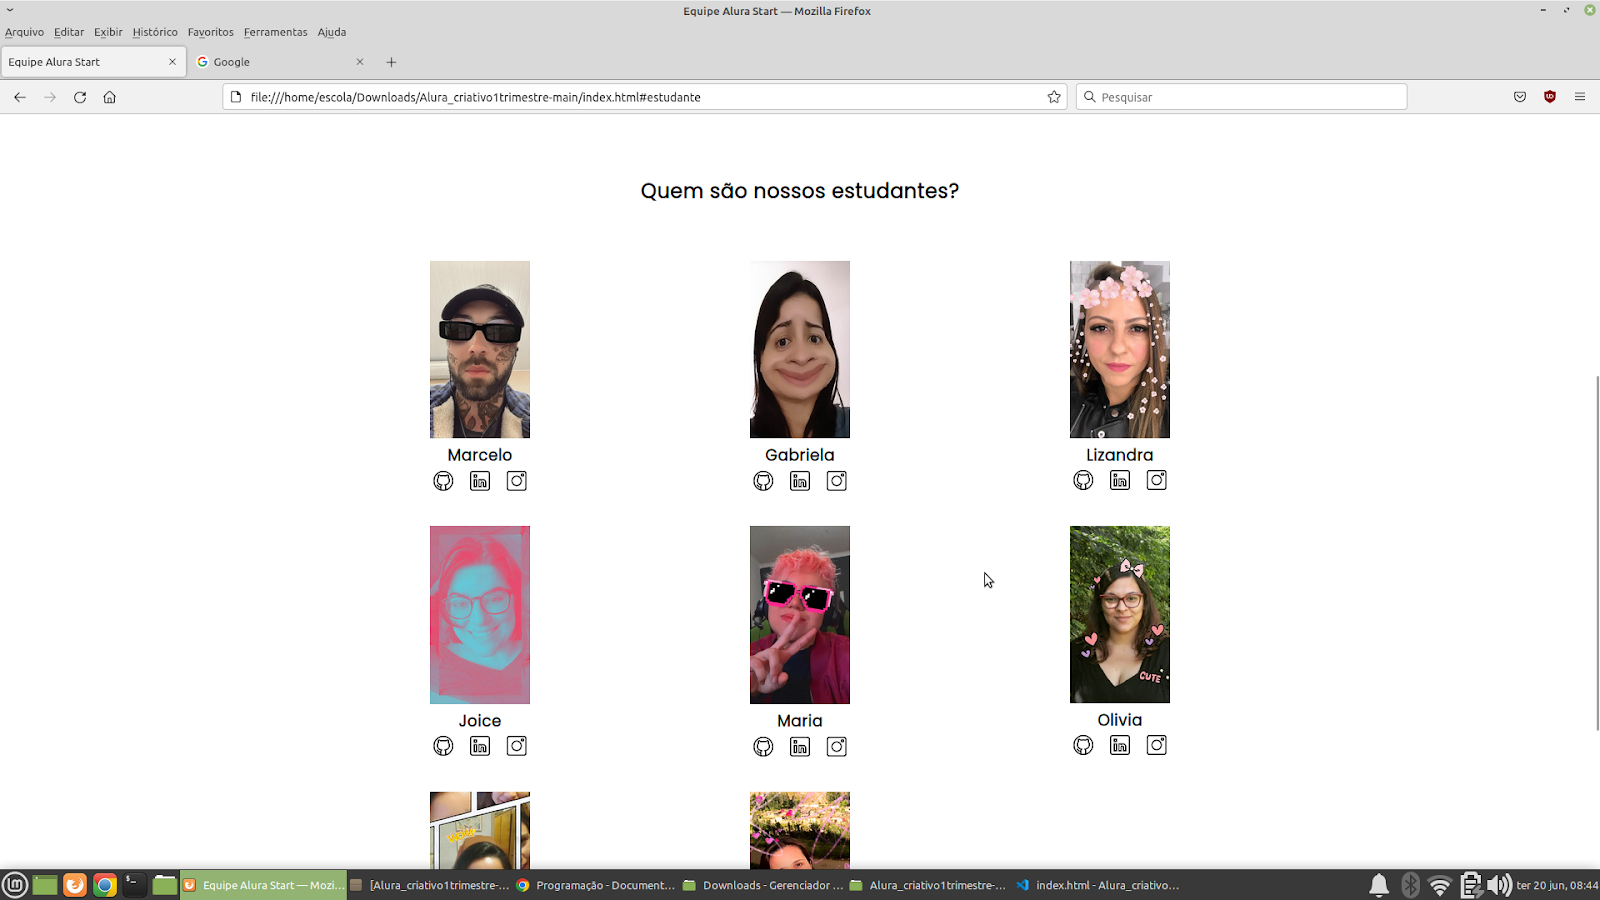 Equipe Alura Start — Mozilla Firefox
Arquivo Editar Exibir Histórico Favoritos Ferramentas Ajuda
Equipe Alura Start
Google
file:///home/escola/Downloads/Alura_criativo1trimestre-main/index.html#estudante
Pesquisar
Quem são nossos estudantes?
Marcelo
Gabriela
Lizandra
Joice
Maria
CUTE
Olivia
Equipe Alura Start — Mozi...
[Alura_criativo1trimestre-...
Programação - Document...
Downloads - Gerenciador ...
Alura_criativo1trimestre-...
index.html - Alura_criativo...
ter 20 jun, 08:44